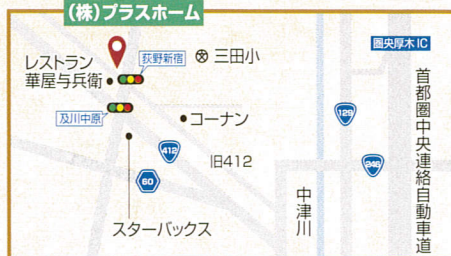 (株)プラスホーム
圏央厚木IC
荻野新宿
三田小
レストラン
華屋与兵衛
及川中原
コーナン
129
412
旧412
246
60
スターバックス
中津川
首都圏中央連絡自動車道